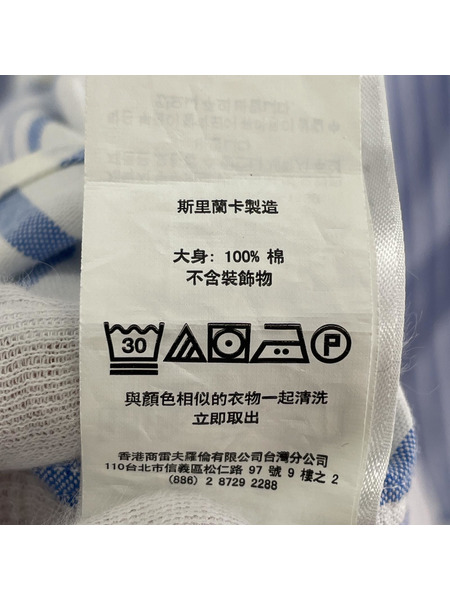 斯里蘭卡製造
大身: 100% 棉
不含裝飾物
30
P
與顏色相似的衣物一起清洗
立即取出
香港商雷夫羅倫有限公司台灣分公司
110台北市信義區松仁路 97 號 9 樓之 2
(886) 2 8729 2288